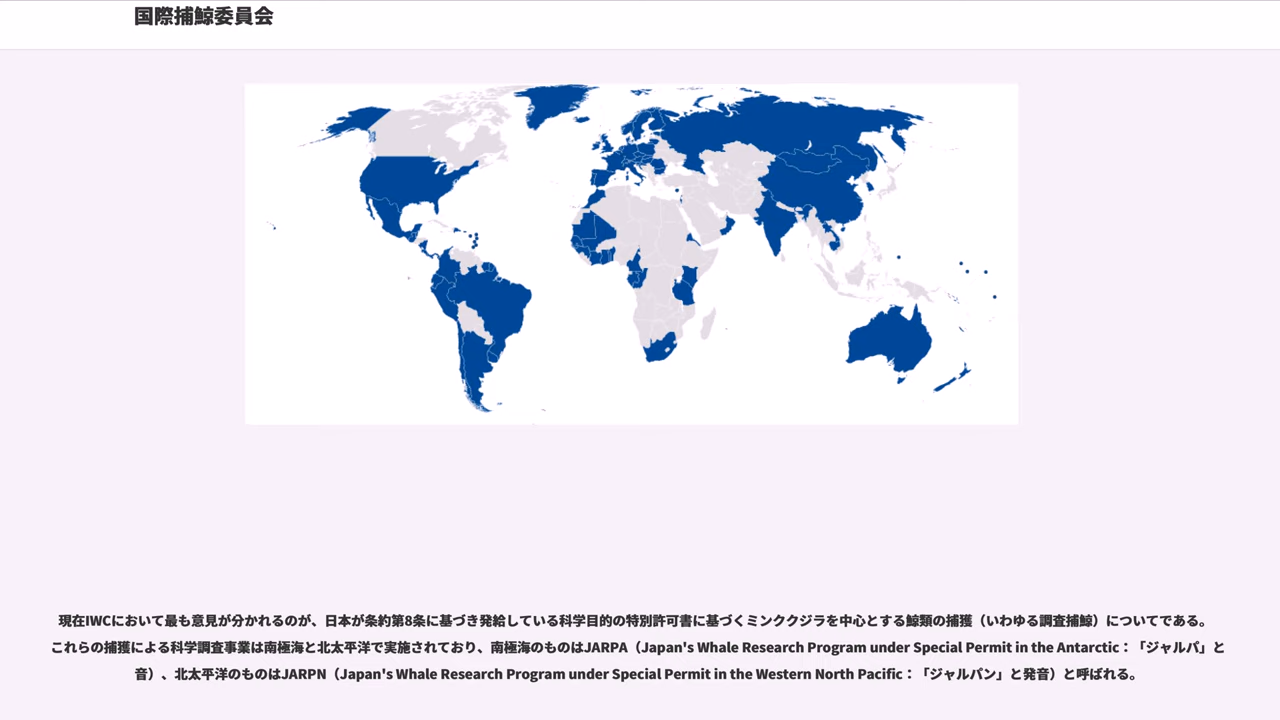 国際捕鯨委員会
現在IWCにおいて最も意見が分かれるのが、日本が条約第8条に基づき発給している科学目的の特別許可書に基づくミンククジラを中心とする鯨類の捕獲（いわゆる調査捕鯨）についてである。
これらの捕獲による科学調査事業は南極海と北太平洋で実施されており、南極海のものはJARPA（Japan's Whale Research Program under Special Permit in the Antarctic：「ジャルパ」と
音）、北太平洋のものはJARPN（Japan's Whale Research Program under Special Permit in the Western North Pacific：「ジャルパン」と発音）と呼ばれる。